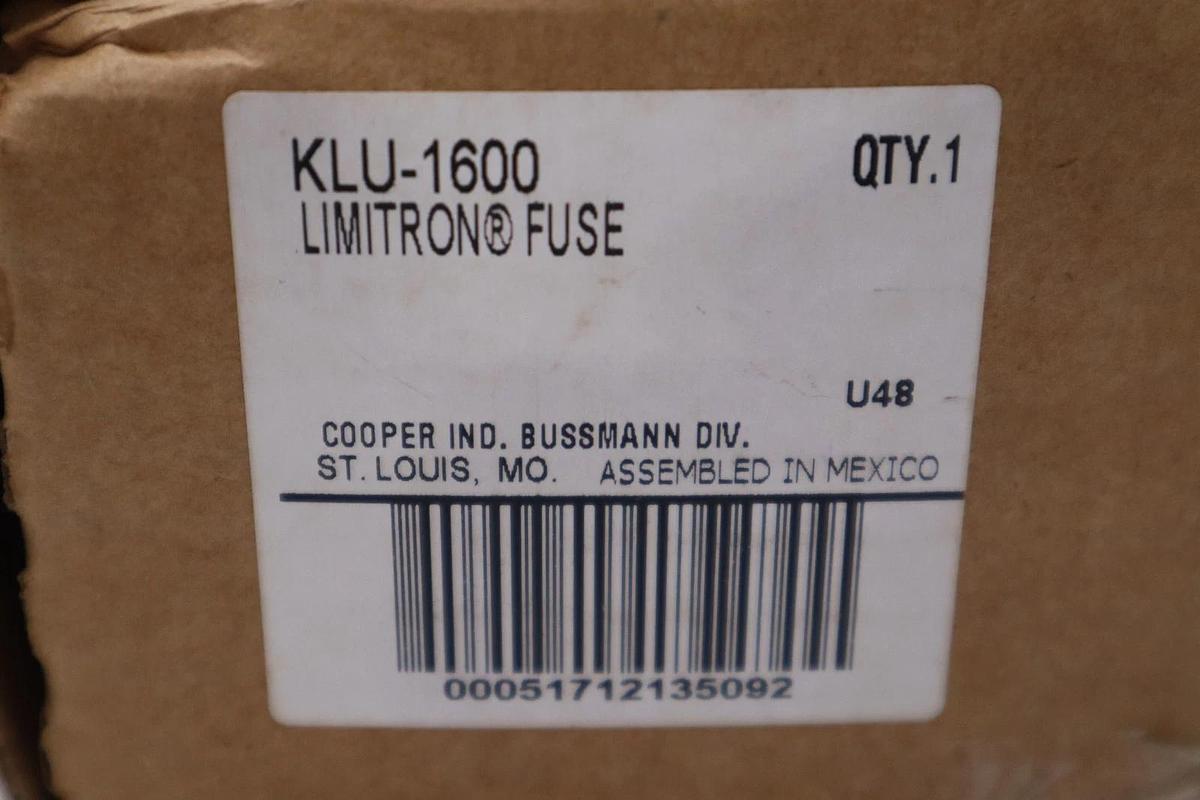 KLU-1600 QTY.1
LIMITRON® FUSE
U48
COOPER IND. BUSSMANN DIV.
ST. LOUIS, MO. ASSEMBLED IN MEXICO
00051712135092